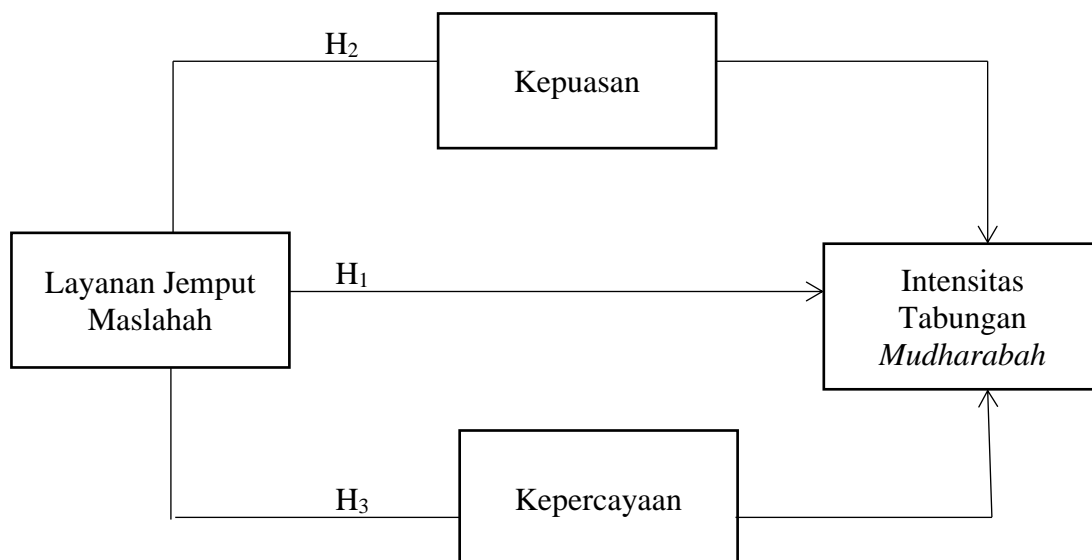 H₂
Kepuasan
Layanan Jemput
Maslahah
H₁
Intensitas
Tabungan
Mudharabah
H₃
Kepercayaan